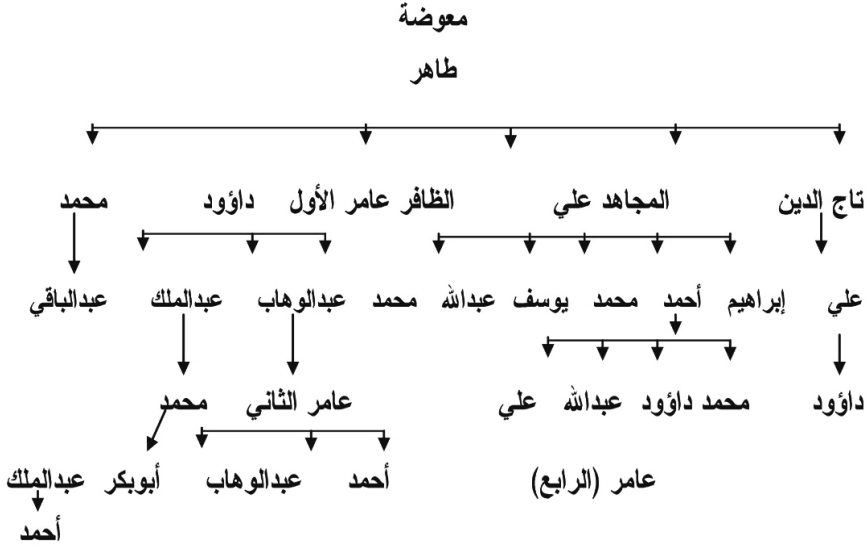 معوضة
طاهر
تاج الدين المجاهد علي الظافر عامر الأول داؤود محمد
علي إبراهيم أحمد محمد يوسف عبدالله محمد عبدالوهاب عبدالملك عبدالباقي
داؤود محمد داؤود عبدالله علي عامر الثاني محمد
عامر (الرابع) أحمد عبدالوهاب أبوبكر عبدالملك
أحمد